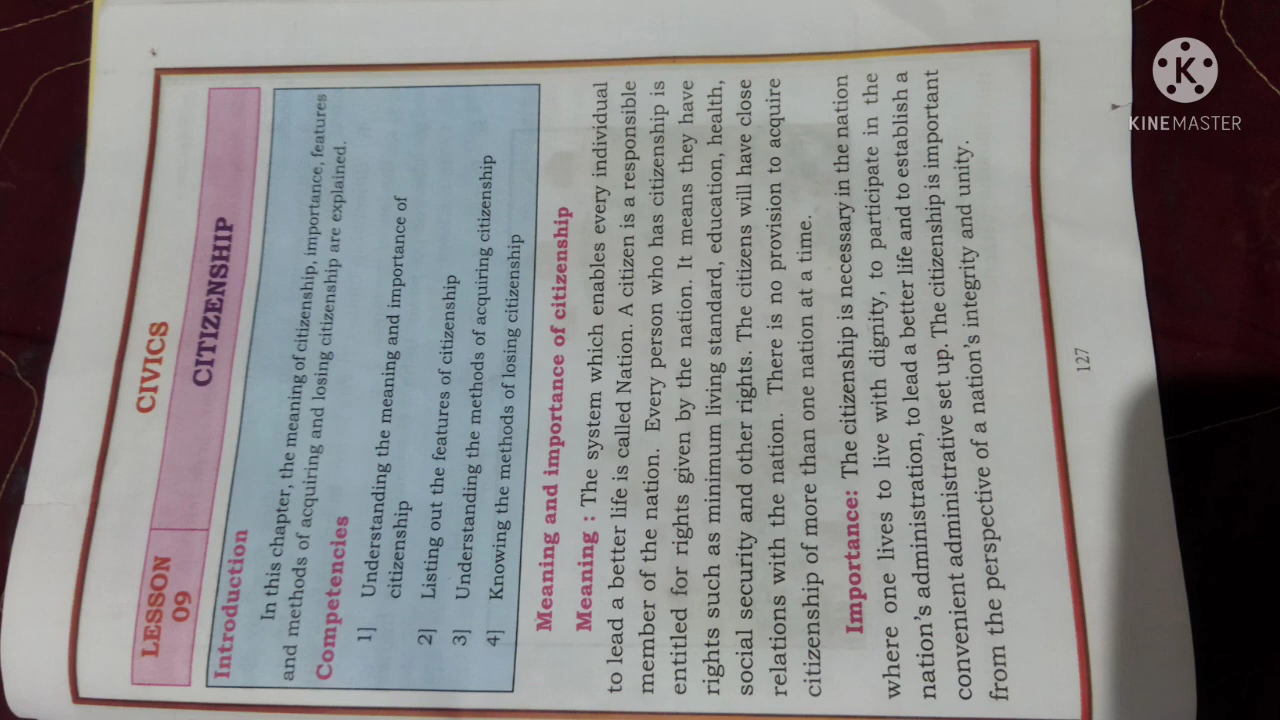 CIVICS
LESSON
09
CITIZENSHIP
Introduction
In this chapter, the meaning of citizenship, importance, features
and methods of acquiring and losing citizenship are explained.
Competencies
1] Understanding the meaning and importance of
citizenship
2] Listing out the features of citizenship
3] Understanding the methods of acquiring citizenship
4] Knowing the methods of losing citizenship
Meaning and importance of citizenship
Meaning : The system which enables every individual
to lead a better life is called Nation. A citizen is a responsible
member of the nation. Every person who has citizenship is
entitled for rights given by the nation. It means they have
rights such as minimum living standard, education, health,
social security and other rights. The citizens will have close
relations with the nation. There is no provision to acquire
citizenship of more than one nation at a time.
Importance: The citizenship is necessary in the nation
where one lives to live with dignity, to participate in the
nation's administration, to lead a better life and to establish a
convenient administrative set up. The citizenship is important
from the perspective of a nation's integrity and unity.
127
K
KINEMASTER